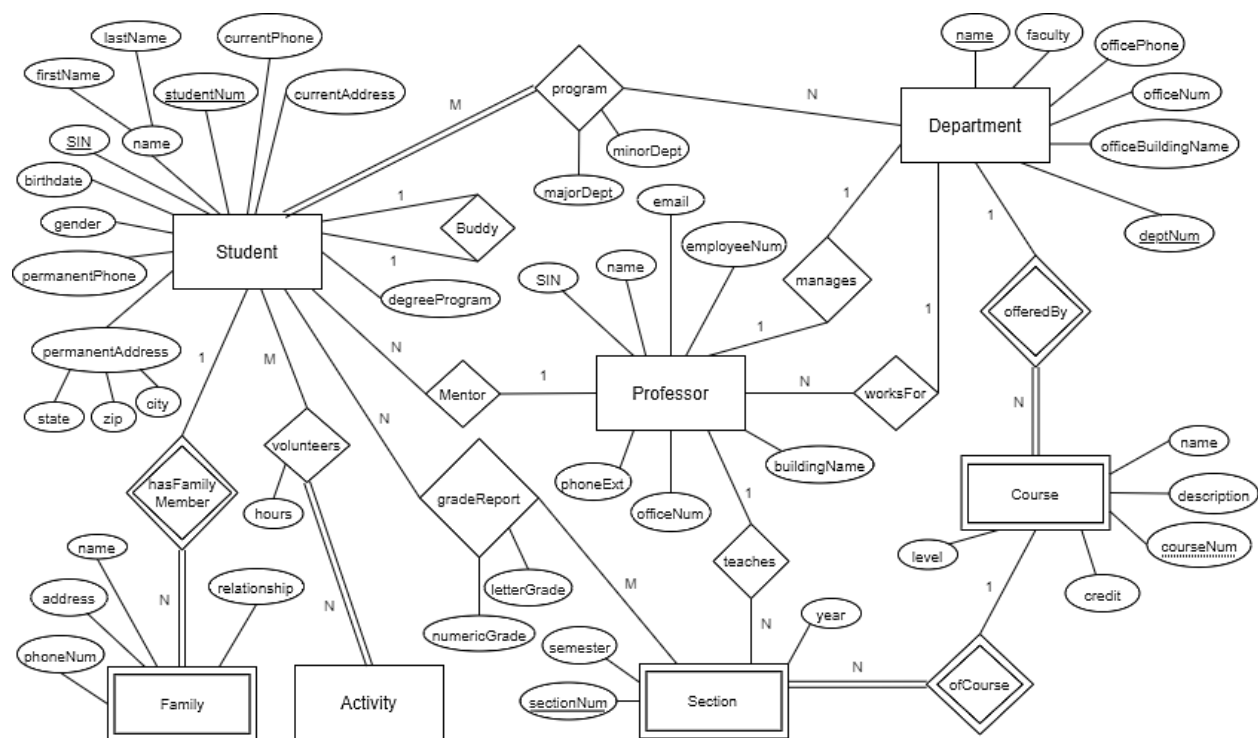 lastName
currentPhone
firstName
studentNum
currentAddress
SIN
name
birthdate
gender
permanentPhone
Student
permanentAddress
state
zip
city
degreeProgram
1
Buddy
1
M
program
N
majorDept
minorDept
name
faculty
officePhone
officeNum
officeBuildingName
Department
deptNum
email
employeeNum
name
SIN
1
manages
1
1
offeredBy
N
Professor
N
worksFor
1
N
Mentor
1
phoneExt
officeNum
buildingName
1
hasFamily
Member
N
M
volunteers
hours
N
N
gradeReport
letterGrade
numericGrade
M
1
teaches
N
name
address
phoneNum
relationship
Family
Activity
semester
sectionNum
year
Section
N
ofCourse
1
Course
name
description
courseNum
credit
level